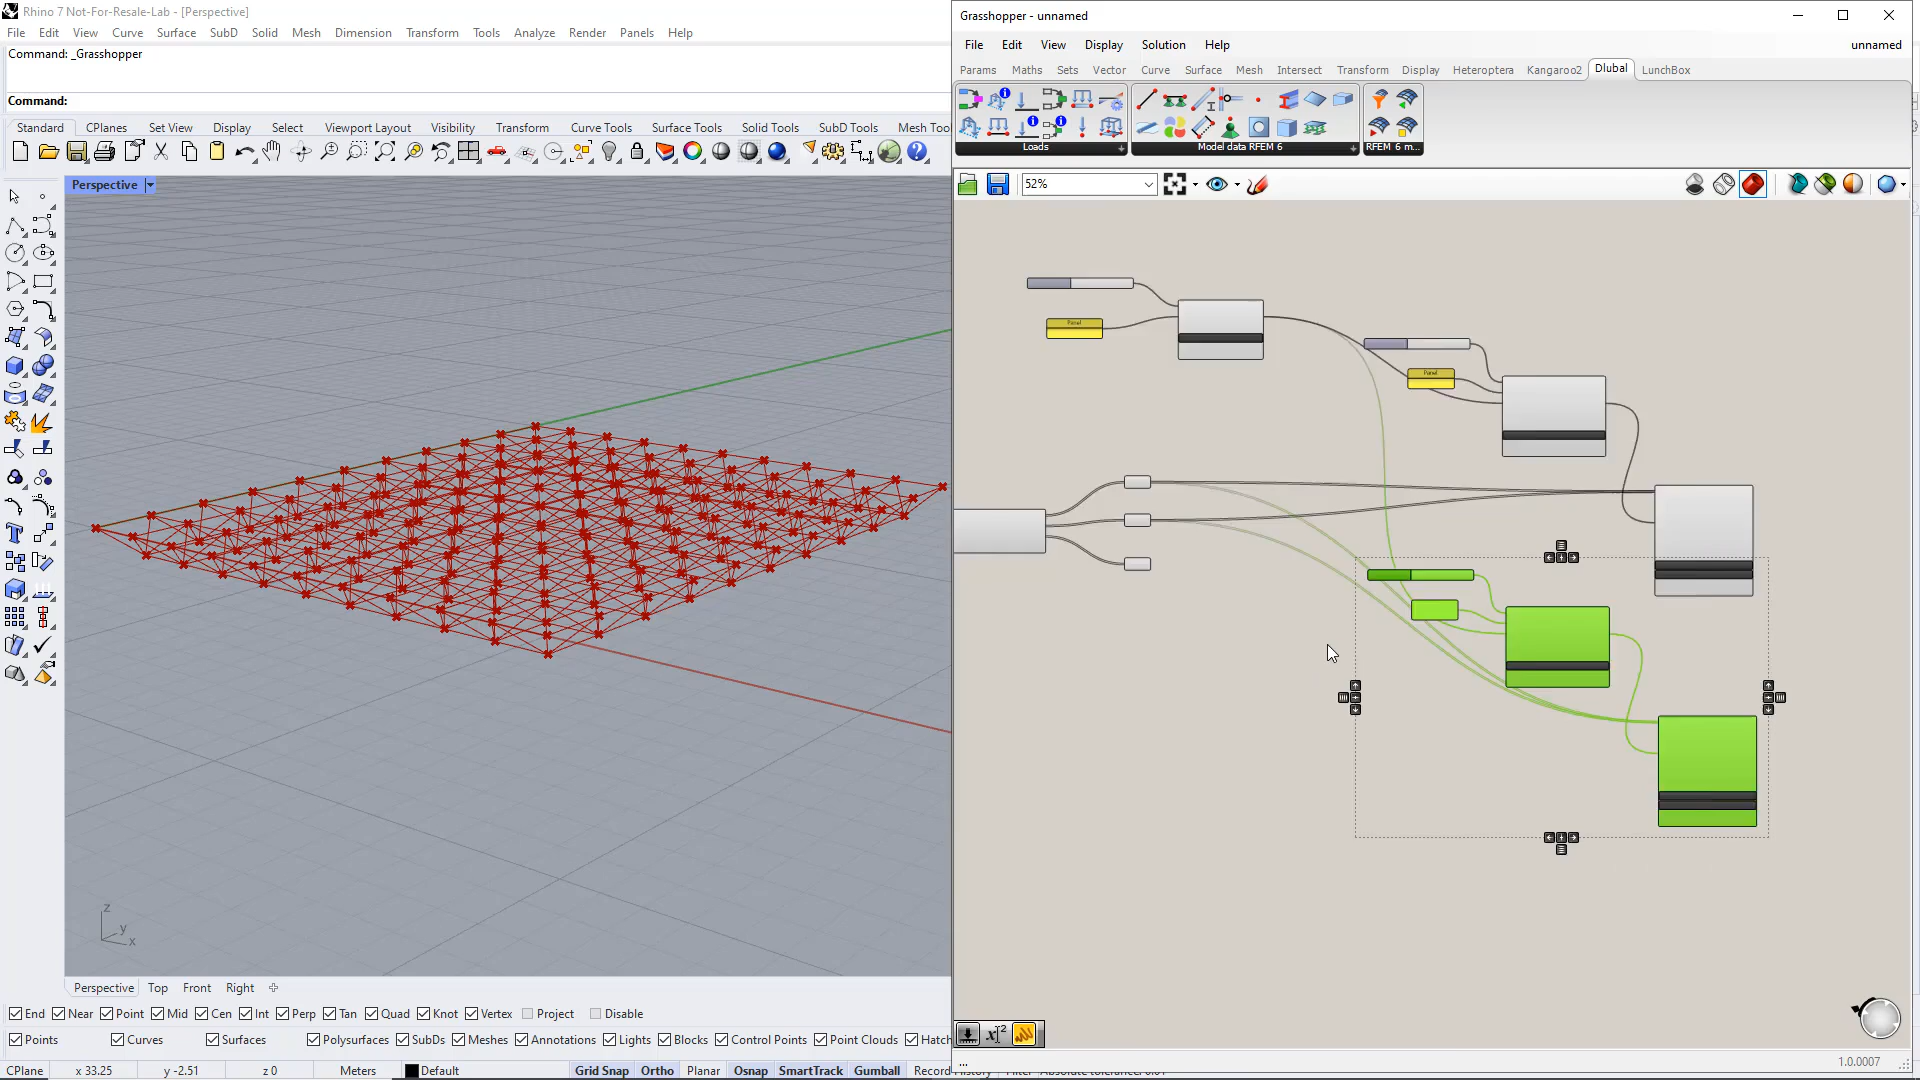 Rhino 7 Not-For-Resale-Lab - [Perspective]
File Edit View Curve Surface SubD Solid Mesh Dimension Transform Tools Analyze Render Panels Help
Command: _Grasshopper
Command:
Standard CPlanes Set View Display Select Viewport Layout Visibility Transform Curve Tools Surface Tools Solid Tools SubD Tools Mesh Too
Perspective
z
y
x
Perspective Top Front Right
End Near Point Mid Cen Int Perp Tan Quad Knot Vertex Project Disable
Points Curves Surfaces Polysurfaces SubDs Meshes Annotations Lights Blocks Control Points Point Clouds Hatch
CPlane x 33.25 y -2.51 z 0 Meters Default Grid Snap Ortho Planar Osnap SmartTrack Gumball Record
Grasshopper - unnamed
File Edit View Display Solution Help unnamed
Params Maths Sets Vector Curve Surface Mesh Intersect Transform Display Heteroptera Kangaroo2 Dlubal LunchBox
Loads Model data RFEM 6 RFEM 6 m...
52%
Panel
Panel
... 1.0.0007